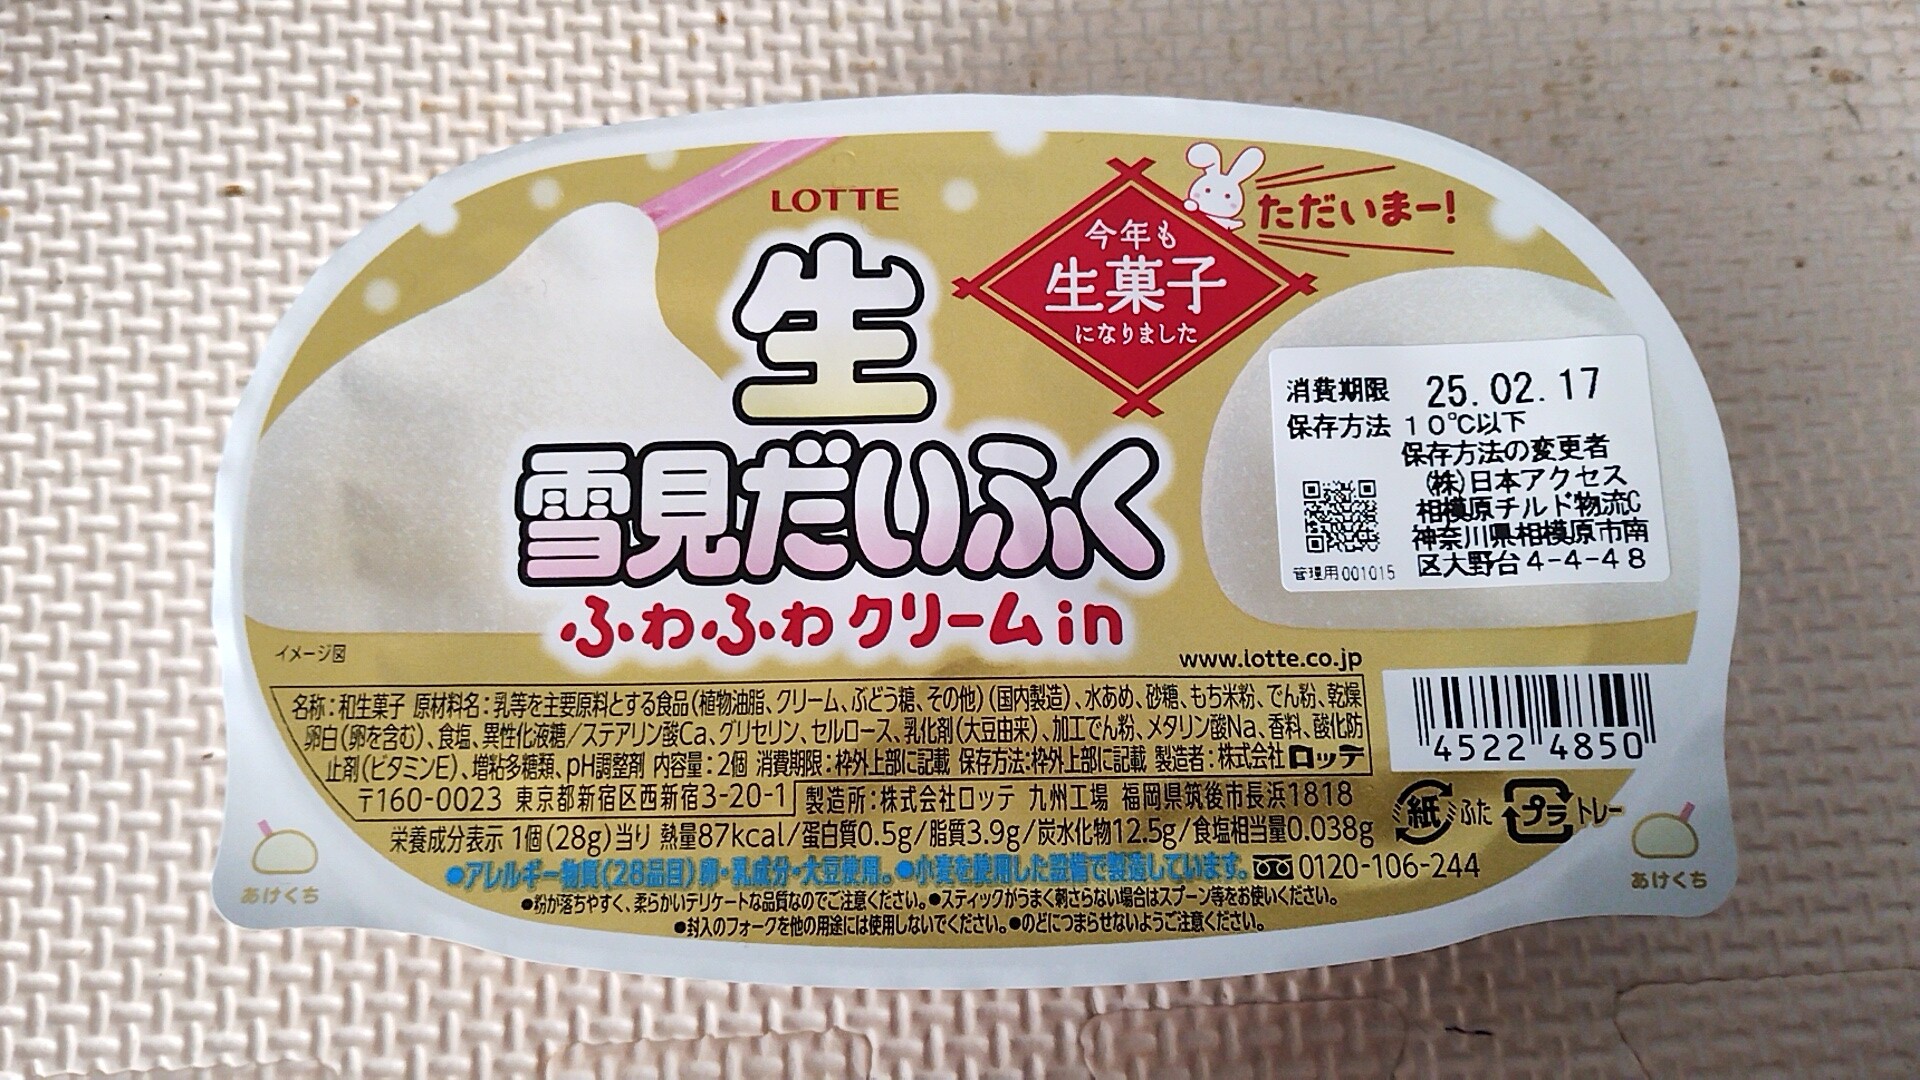 LOTTE
生
雪見だいふく
ふわふわクリームin
今年も
生菓子
になりました
ただいまー!
消費期限 25.02.17
保存方法 10℃以下
保存方法の変更者
(株)日本アクセス
相模原チルド物流C
神奈川県相模原市南
区大野台4-4-48
管理用001015
イメージ図
www.lotte.co.jp
名称:和生菓子 原材料名:乳等を主要原料とする食品(植物油脂、クリーム、ぶどう糖、その他)(国内製造)、水あめ、砂糖、もち米粉、でん粉、乾燥
卵白(卵を含む)、食塩、異性化液糖/ステアリン酸Ca、グリセリン、セルロース、乳化剤(大豆由来)、加工でん粉、メタリン酸Na、香料、酸化防
止剤(ビタミンE)、増粘多糖類、pH調整剤 内容量:2個 消費期限:枠外上部に記載 保存方法:枠外上部に記載 製造者:株式会社ロッテ
〒160-0023 東京都新宿区西新宿3-20-1 製造所:株式会社ロッテ 九州工場 福岡県筑後市長浜1818
栄養成分表示 1個(28g)当り 熱量87kcal/蛋白質0.5g/脂質3.9g/炭水化物12.5g/食塩相当量0.038g
●アレルギー物質(28品目)卵・乳成分・大豆使用。●小麦を使用した設備で製造しています。0120-106-244
●粉が落ちやすく、柔らかいデリケートな品質なのでご注意ください。●スティックがうまく刺さらない場合はスプーン等をお使いください。
●封入のフォークを他の用途には使用しないでください。●のどにつまらせないようご注意ください。
4522 4850
紙 ふた プラ トレー
あけくち
あけくち